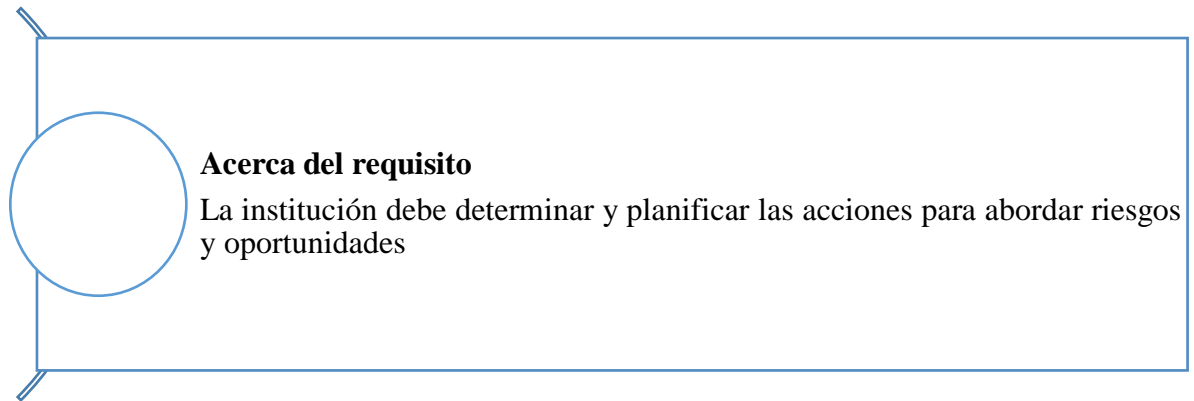 Acerca del requisito
La institución debe determinar y planificar las acciones para abordar riesgos
y oportunidades